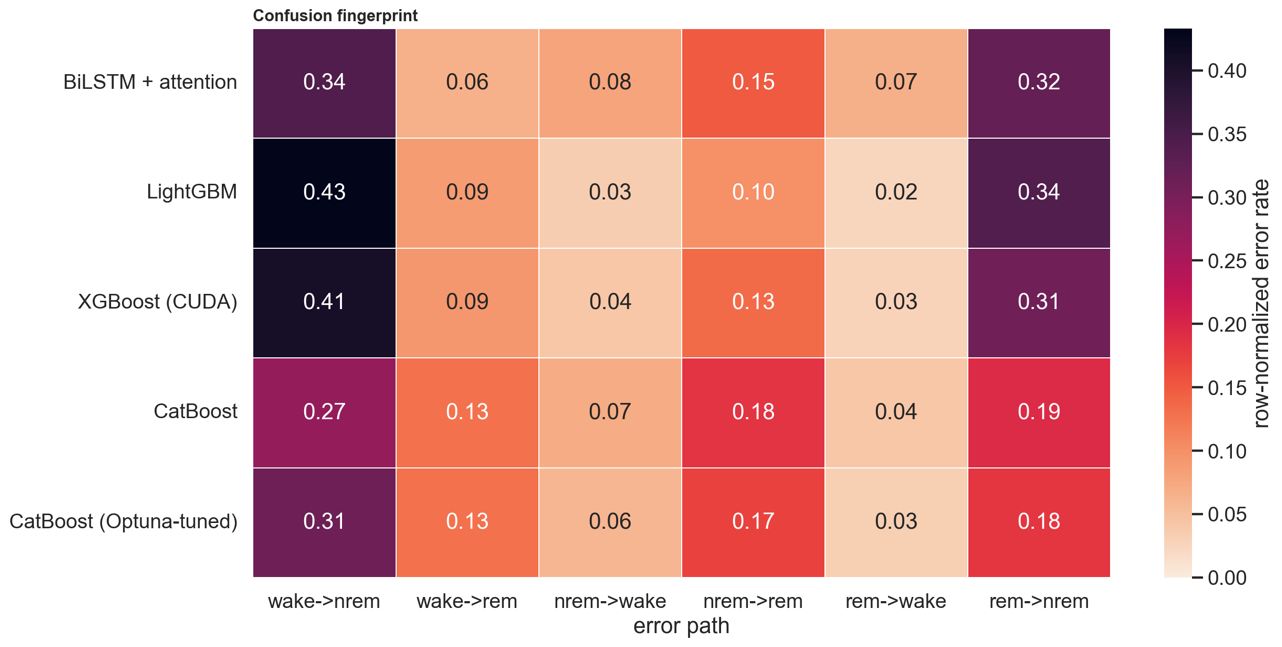 Confusion fingerprint
BiLSTM + attention 0.34 0.06 0.08 0.15 0.07 0.32
LightGBM 0.43 0.09 0.03 0.10 0.02 0.34
XGBoost (CUDA) 0.41 0.09 0.04 0.13 0.03 0.31
CatBoost 0.27 0.13 0.07 0.18 0.04 0.19
CatBoost (Optuna-tuned) 0.31 0.13 0.06 0.17 0.03 0.18
wake->nrem wake->rem nrem->wake nrem->rem rem->wake rem->nrem
error path
0.40
0.35
0.30
0.25
0.20
0.15
0.10
0.05
0.00
row-normalized error rate